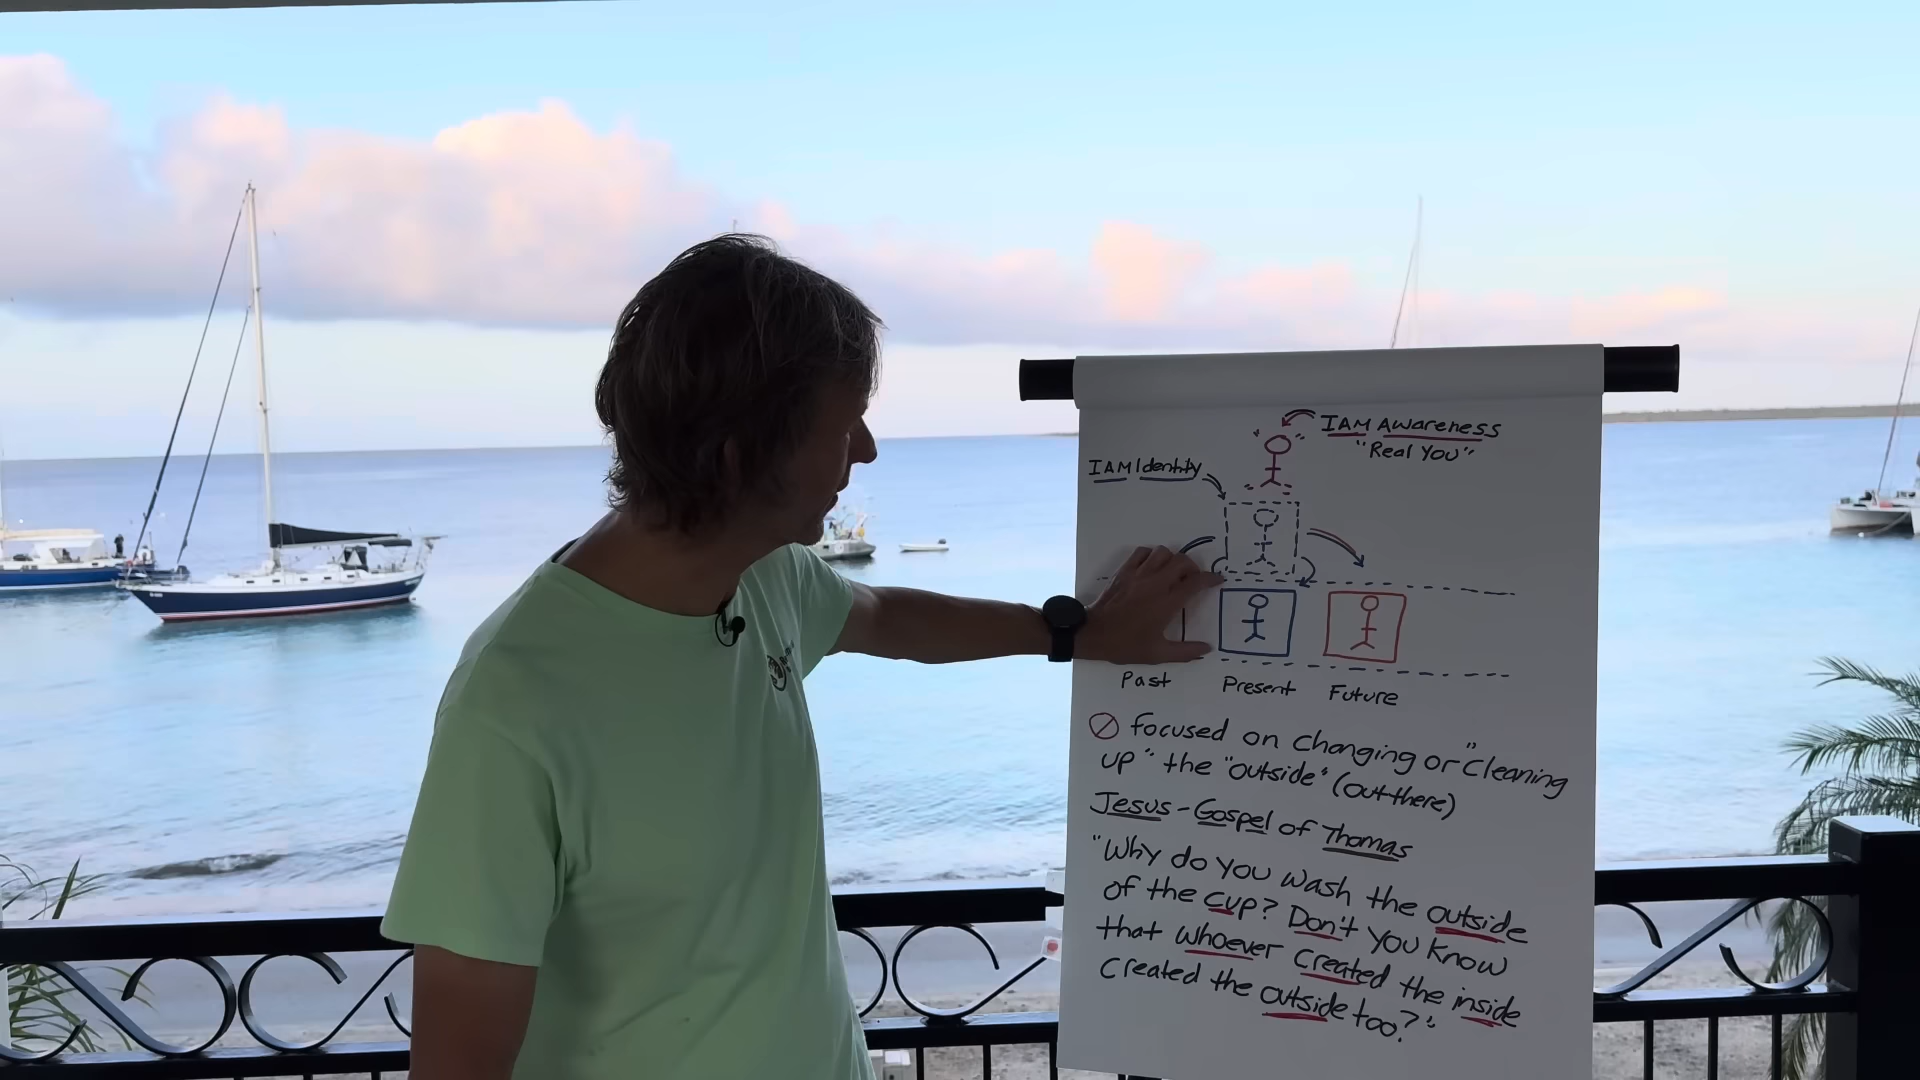 IAM Awareness
"Real You"
IAM Identity
Past Present Future
Focused on Changing or "Cleaning
up" the "outside" (out there)
Jesus - Gospel of Thomas
"Why do you wash the outside
of the cup? Don't you know
that whoever created the inside
created the outside too?"